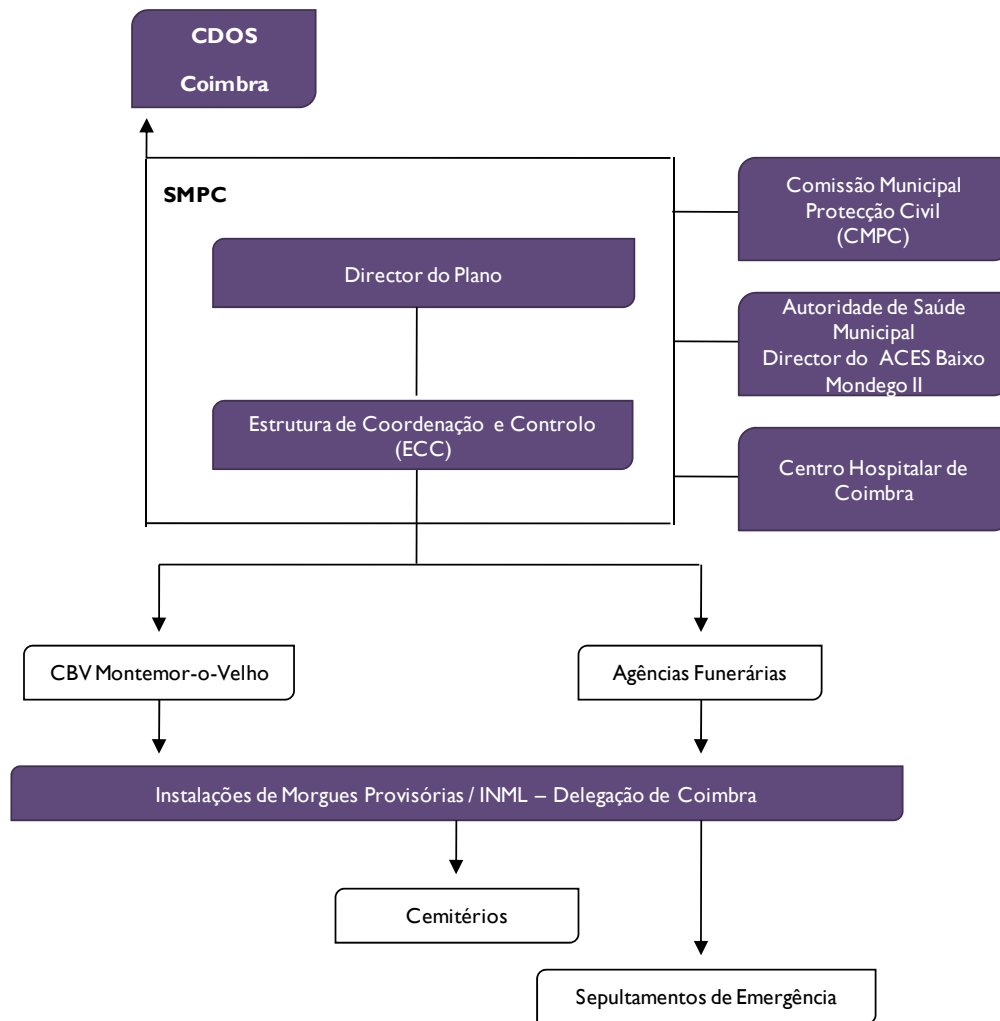 CDOS
Coimbra
SMPC
Comissão Municipal
Protecção Civil
(CMPC)
Director do Plano
Autoridade de Saúde
Municipal
Director do ACES Baixo
Mondego II
Estrutura de Coordenação e Controlo
(ECC)
Centro Hospitalar de
Coimbra
CBV Montemor-o-Velho
Agências Funerárias
Instalações de Morgues Provisórias / INML – Delegação de Coimbra
Cemitérios
Sepultamentos de Emergência